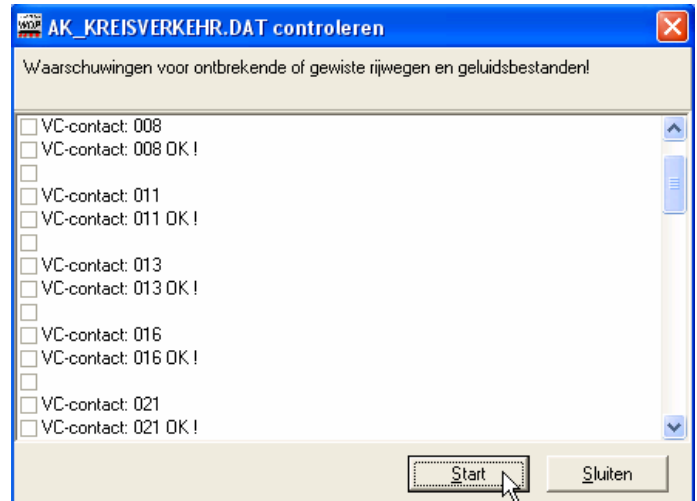 AK_KREISVERKEHR.DAT controleren
Waarschuwingen voor ontbrekende of gewiste rijwegen en geluidsbestanden!
VC-contact: 008
VC-contact: 008 OK !
VC-contact: 011
VC-contact: 011 OK !
VC-contact: 013
VC-contact: 013 OK !
VC-contact: 016
VC-contact: 016 OK !
VC-contact: 021
VC-contact: 021 OK !
Start
Sluiten